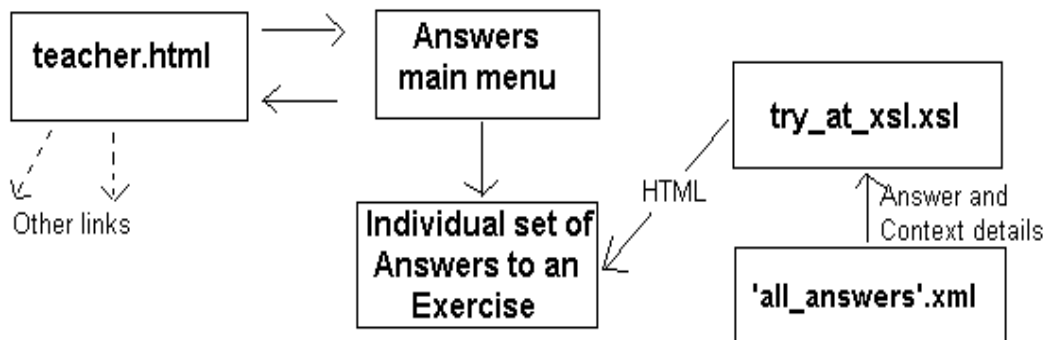 teacher.html
Answers
main menu
Other links
Individual set of
Answers to an
Exercise
HTML
try_at_xsl.xsl
Answer and
Context details
'all_answers'.xml